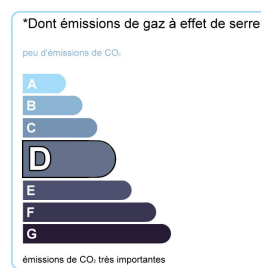 *Dont émissions de gaz à effet de serre
peu d'émissions de CO₂
A
B
C
D
E
F
G
émissions de CO₂ très importantes